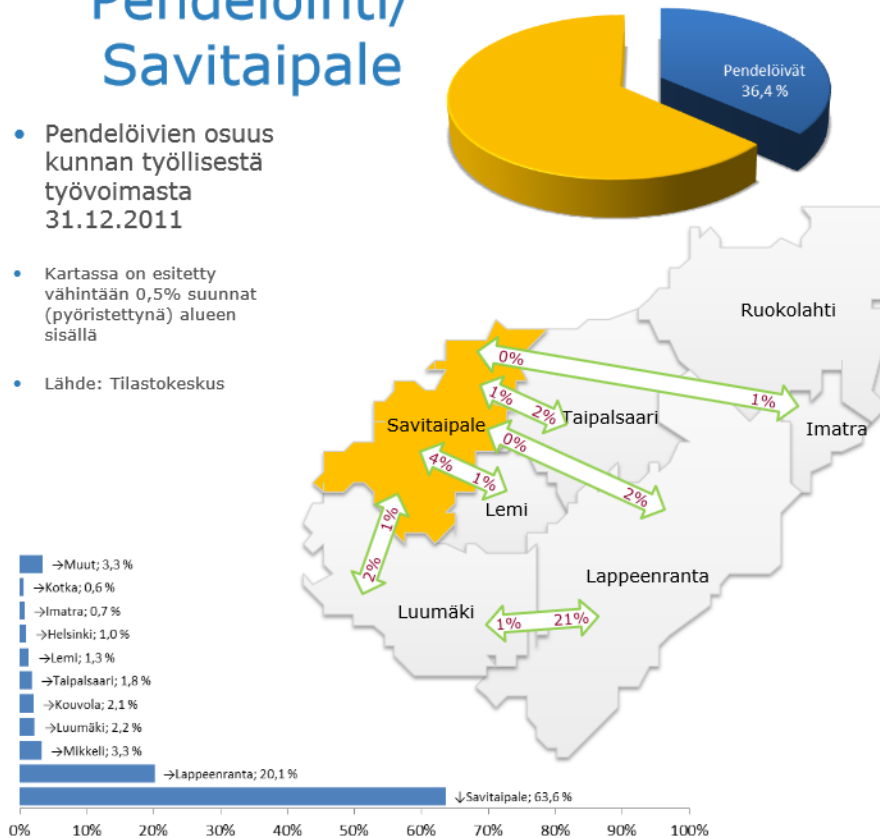 Pendelöinti/
Savitaipale
Pendelöivät
36,4 %
• Pendelöivien osuus
kunnan työllisestä
työvoimasta
31.12.2011
• Kartassa on esitetty
vähintään 0,5% suunnat
(pyöristettynä) alueen
sisällä
• Lähde: Tilastokeskus
Ruokolahti
0%
1%
1%
2%
Taipalsaari
Savitaipale
Imatra
0%
2%
4%
1%
Lemi
1%
2%
Lappeenranta
Luumäki
1%
21%
→Muut; 3,3 %
→Kotka; 0,6 %
→Imatra; 0,7 %
→Helsinki; 1,0 %
→Lemi; 1,3 %
→Taipalsaari; 1,8 %
→Kouvola; 2,1 %
→Luumäki; 2,2 %
→Mikkeli; 3,3 %
→Lappeenranta; 20,1 %
↓Savitaipale; 63,6 %
0% 10% 20% 30% 40% 50% 60% 70% 80% 90% 100%